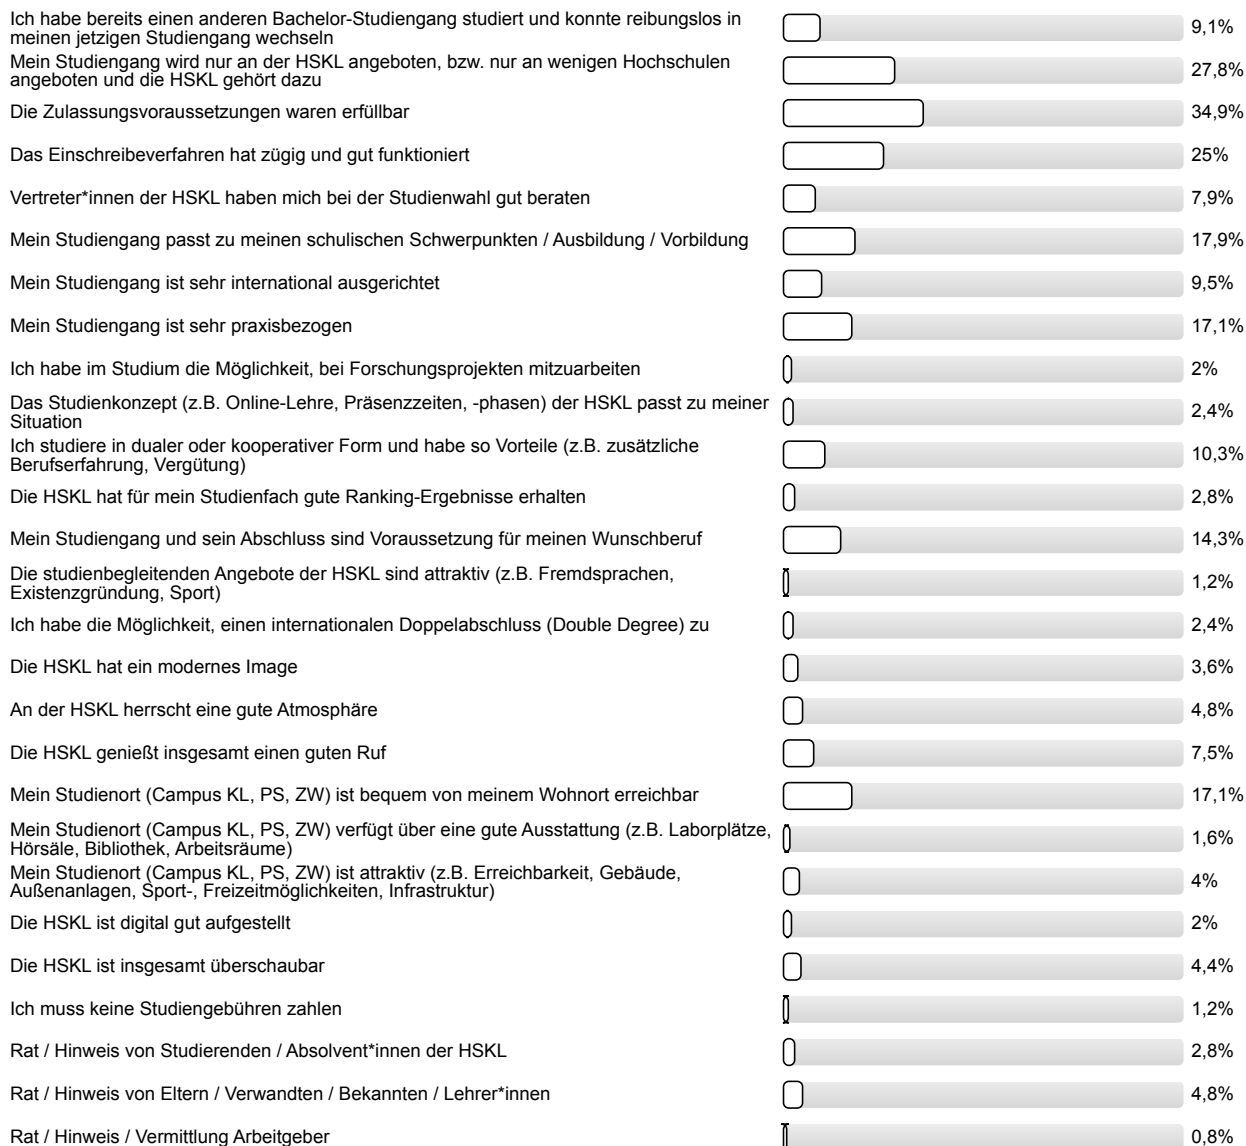 Ich habe bereits einen anderen Bachelor-Studiengang studiert und konnte reibungslos in
meinen jetzigen Studiengang wechseln
9,1%
Mein Studiengang wird nur an der HSKL angeboten, bzw. nur an wenigen Hochschulen
angeboten und die HSKL gehört dazu
27,8%
Die Zulassungsvoraussetzungen waren erfüllbar
34,9%
Das Einschreibeverfahren hat zügig und gut funktioniert
25%
Vertreter*innen der HSKL haben mich bei der Studienwahl gut beraten
7,9%
Mein Studiengang passt zu meinen schulischen Schwerpunkten / Ausbildung / Vorbildung
17,9%
Mein Studiengang ist sehr international ausgerichtet
9,5%
Mein Studiengang ist sehr praxisbezogen
17,1%
Ich habe im Studium die Möglichkeit, bei Forschungsprojekten mitzuarbeiten
2%
Das Studienkonzept (z.B. Online-Lehre, Präsenzzeiten, -phasen) der HSKL passt zu meiner
Situation
2,4%
Ich studiere in dualer oder kooperativer Form und habe so Vorteile (z.B. zusätzliche
Berufserfahrung, Vergütung)
10,3%
Die HSKL hat für mein Studienfach gute Ranking-Ergebnisse erhalten
2,8%
Mein Studiengang und sein Abschluss sind Voraussetzung für meinen Wunschberuf
14,3%
Die studienbegleitenden Angebote der HSKL sind attraktiv (z.B. Fremdsprachen,
Existenzgründung, Sport)
1,2%
Ich habe die Möglichkeit, einen internationalen Doppelabschluss (Double Degree) zu
2,4%
Die HSKL hat ein modernes Image
3,6%
An der HSKL herrscht eine gute Atmosphäre
4,8%
Die HSKL genießt insgesamt einen guten Ruf
7,5%
Mein Studienort (Campus KL, PS, ZW) ist bequem von meinem Wohnort erreichbar
17,1%
Mein Studienort (Campus KL, PS, ZW) verfügt über eine gute Ausstattung (z.B. Laborplätze,
Hörsäle, Bibliothek, Arbeitsräume)
1,6%
Mein Studienort (Campus KL, PS, ZW) ist attraktiv (z.B. Erreichbarkeit, Gebäude,
Außenanlagen, Sport-, Freizeitmöglichkeiten, Infrastruktur)
4%
Die HSKL ist digital gut aufgestellt
2%
Die HSKL ist insgesamt überschaubar
4,4%
Ich muss keine Studiengebühren zahlen
1,2%
Rat / Hinweis von Studierenden / Absolvent*innen der HSKL
2,8%
Rat / Hinweis von Eltern / Verwandten / Bekannten / Lehrer*innen
4,8%
Rat / Hinweis / Vermittlung Arbeitgeber
0,8%